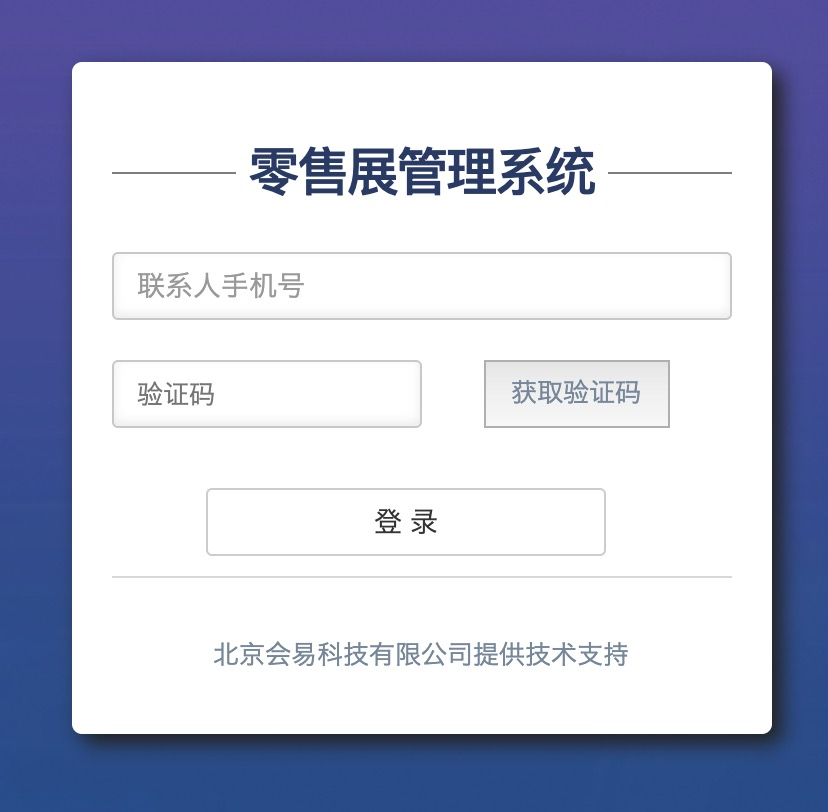 零售展管理系统
联系人手机号
验证码
获取验证码
登 录
北京会易科技有限公司提供技术支持